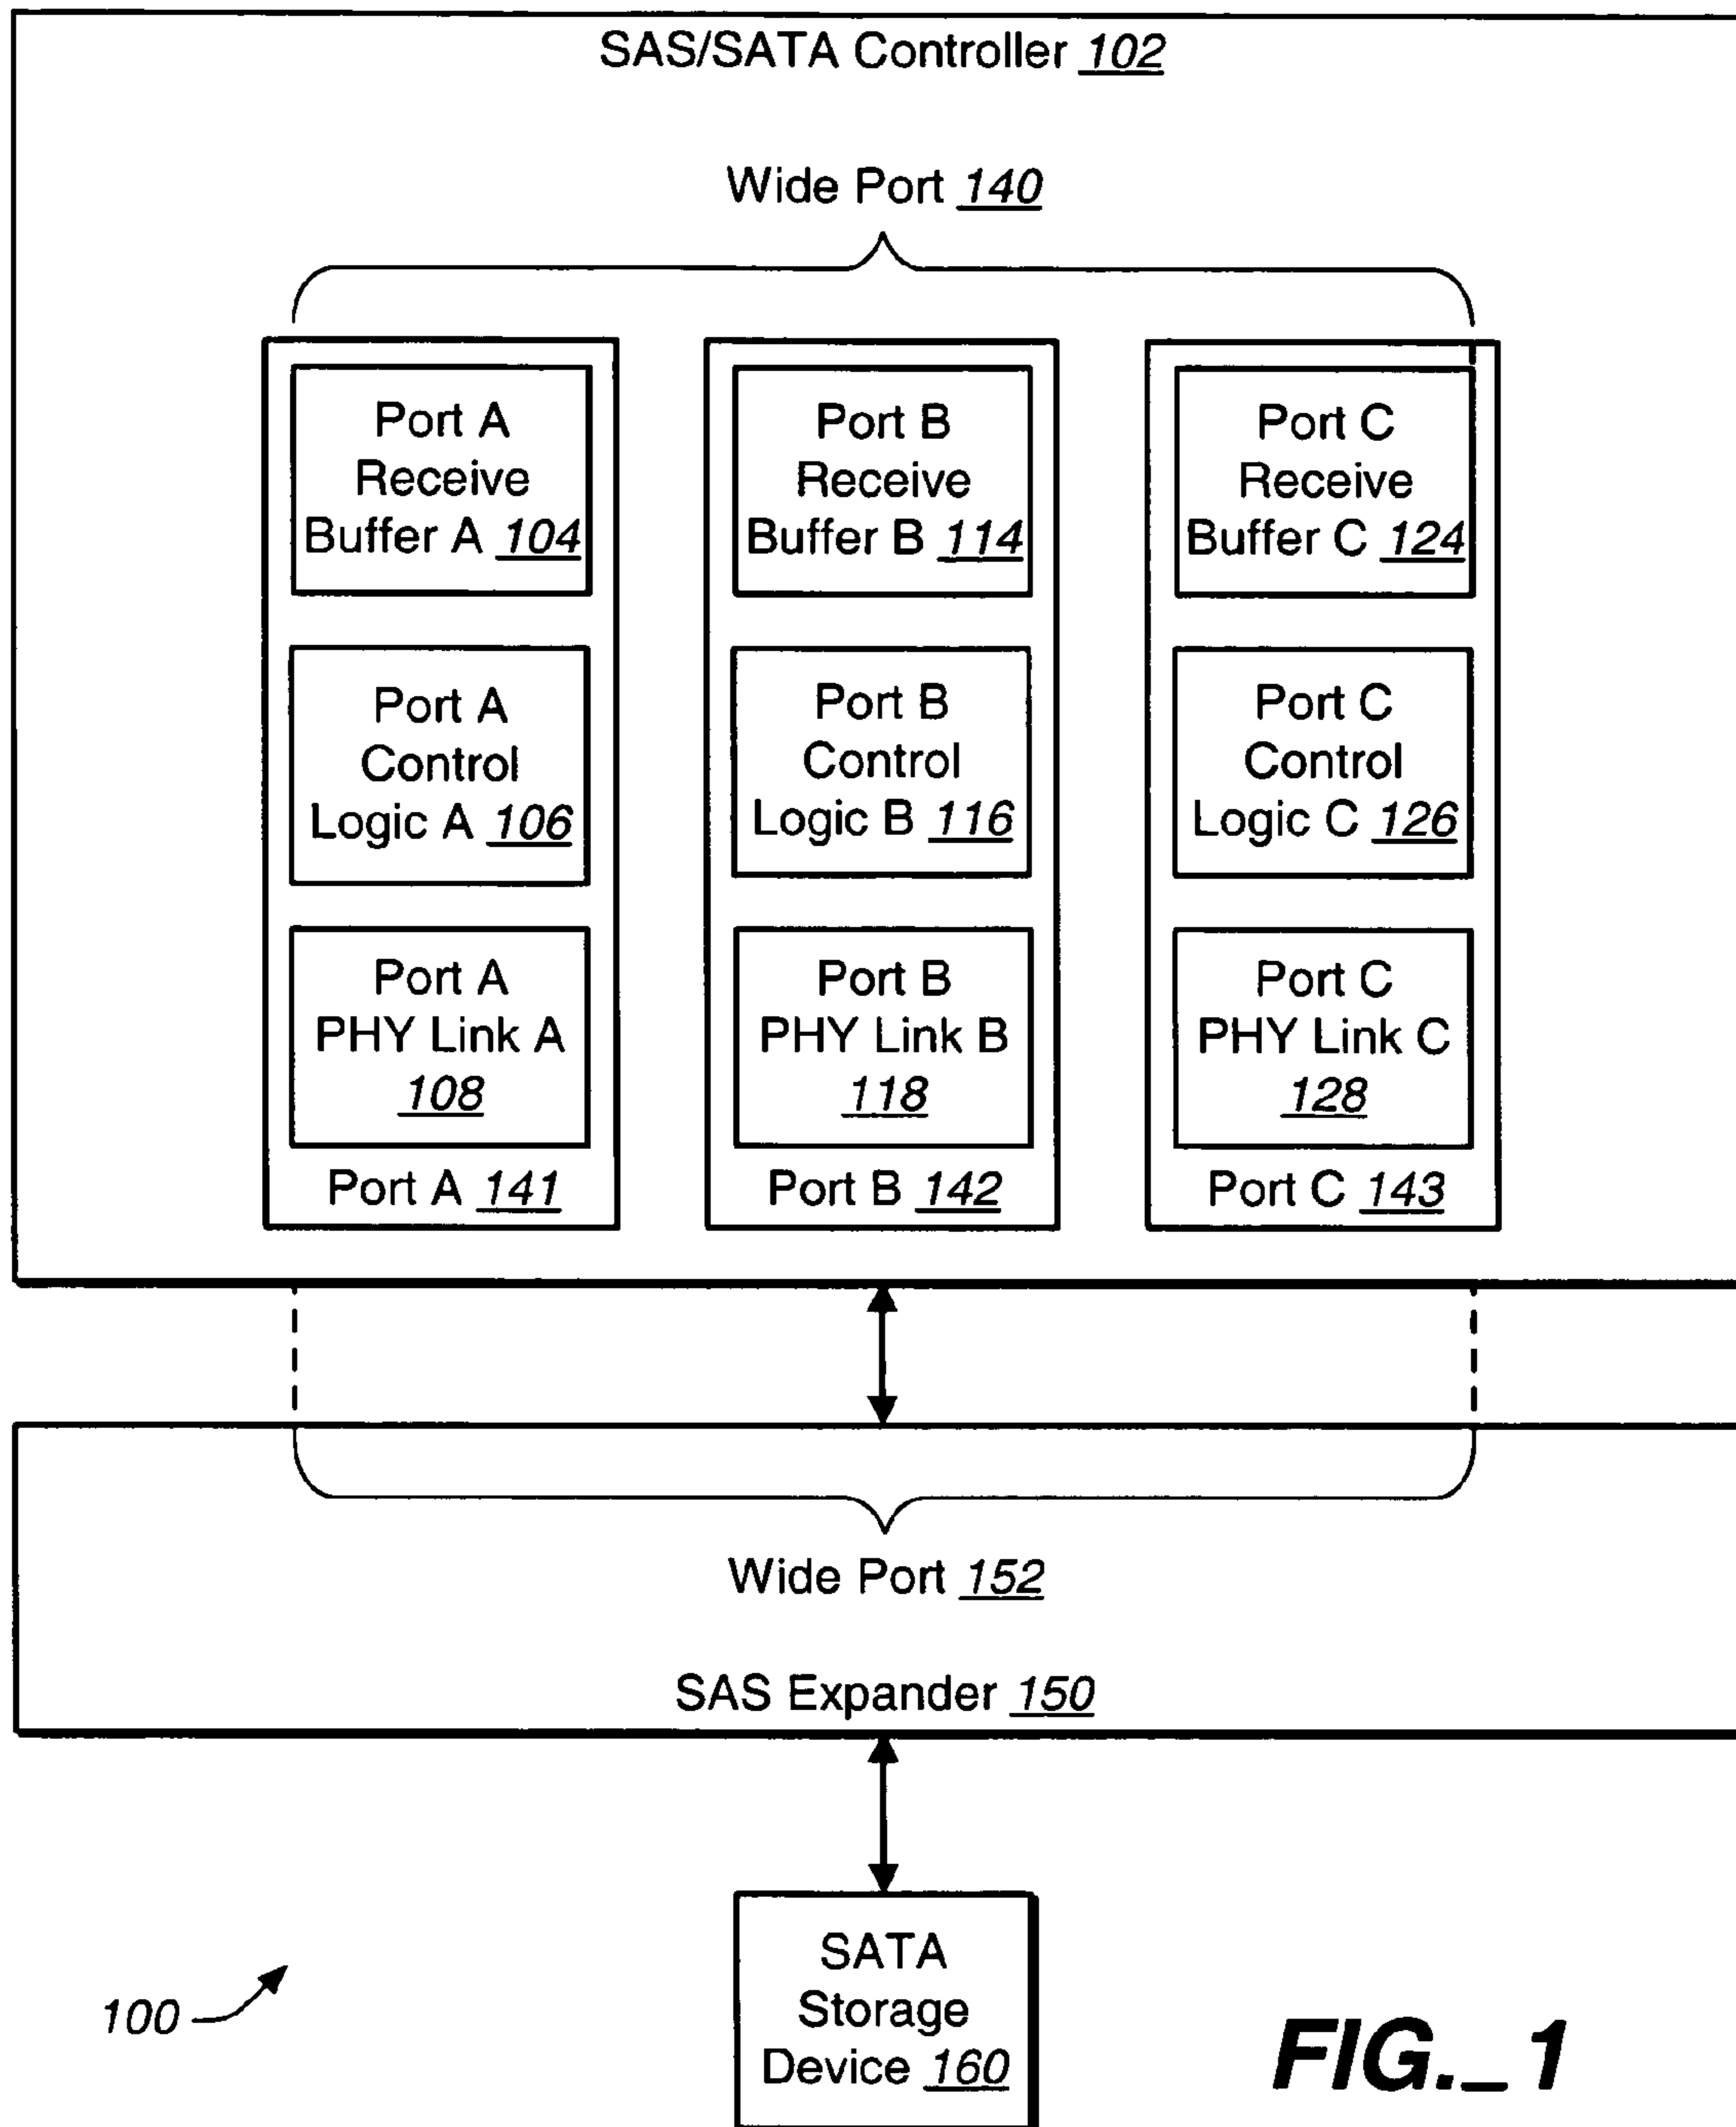 SAS/SATA Controller 102
Wide Port 140
Port A
Receive
Buffer A 104
Port A
Control
Logic A 106
Port A
PHY Link A
108
Port A 141
Port B
Receive
Buffer B 114
Port B
Control
Logic B 116
Port B
PHY Link B
118
Port B 142
Port C
Receive
Buffer C 124
Port C
Control
Logic C 126
Port C
PHY Link C
128
Port C 143
Wide Port 152
SAS Expander 150
SATA
Storage
Device 160
100
FIG._1